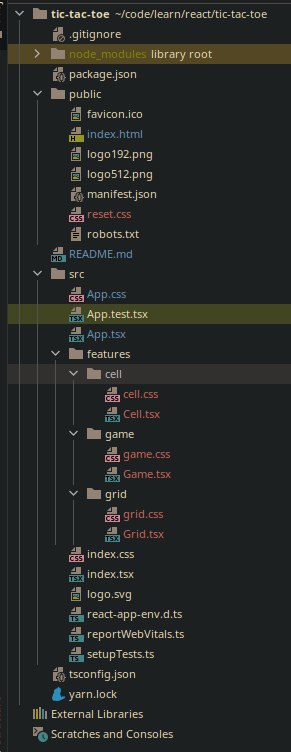 tic-tac-toe ~/code/learn/react/tic-tac-toe
.gitignore
node_modules library root
package.json
public
favicon.ico
index.html
logo192.png
logo512.png
manifest.json
reset.css
robots.txt
README.md
src
App.css
App.test.tsx
App.tsx
features
cell
cell.css
Cell.tsx
game
game.css
Game.tsx
grid
grid.css
Grid.tsx
index.css
index.tsx
logo.svg
react-app-env.d.ts
reportWebVitals.ts
setupTests.ts
tsconfig.json
yarn.lock
External Libraries
Scratches and Consoles